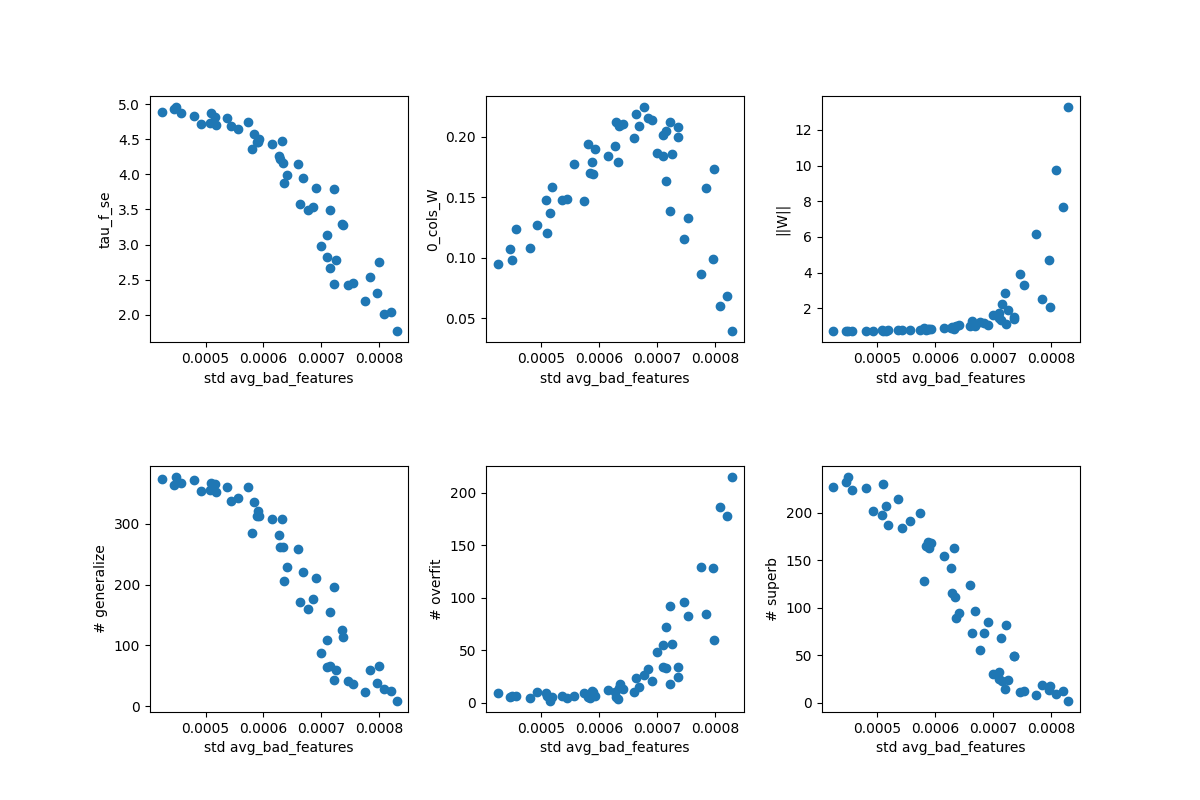 5.0
4.5
4.0
3.5
3.0
2.5
2.0
tau_f_se
0.0005 0.0006 0.0007 0.0008
std avg_bad_features
0.20
0.15
0.10
0.05
0_cols_W
0.0005 0.0006 0.0007 0.0008
std avg_bad_features
12
10
8
6
4
2
||W||
0.0005 0.0006 0.0007 0.0008
std avg_bad_features
300
200
100
0
# generalize
0.0005 0.0006 0.0007 0.0008
std avg_bad_features
200
150
100
50
0
# overfit
0.0005 0.0006 0.0007 0.0008
std avg_bad_features
200
150
100
50
0
# superb
0.0005 0.0006 0.0007 0.0008
std avg_bad_features